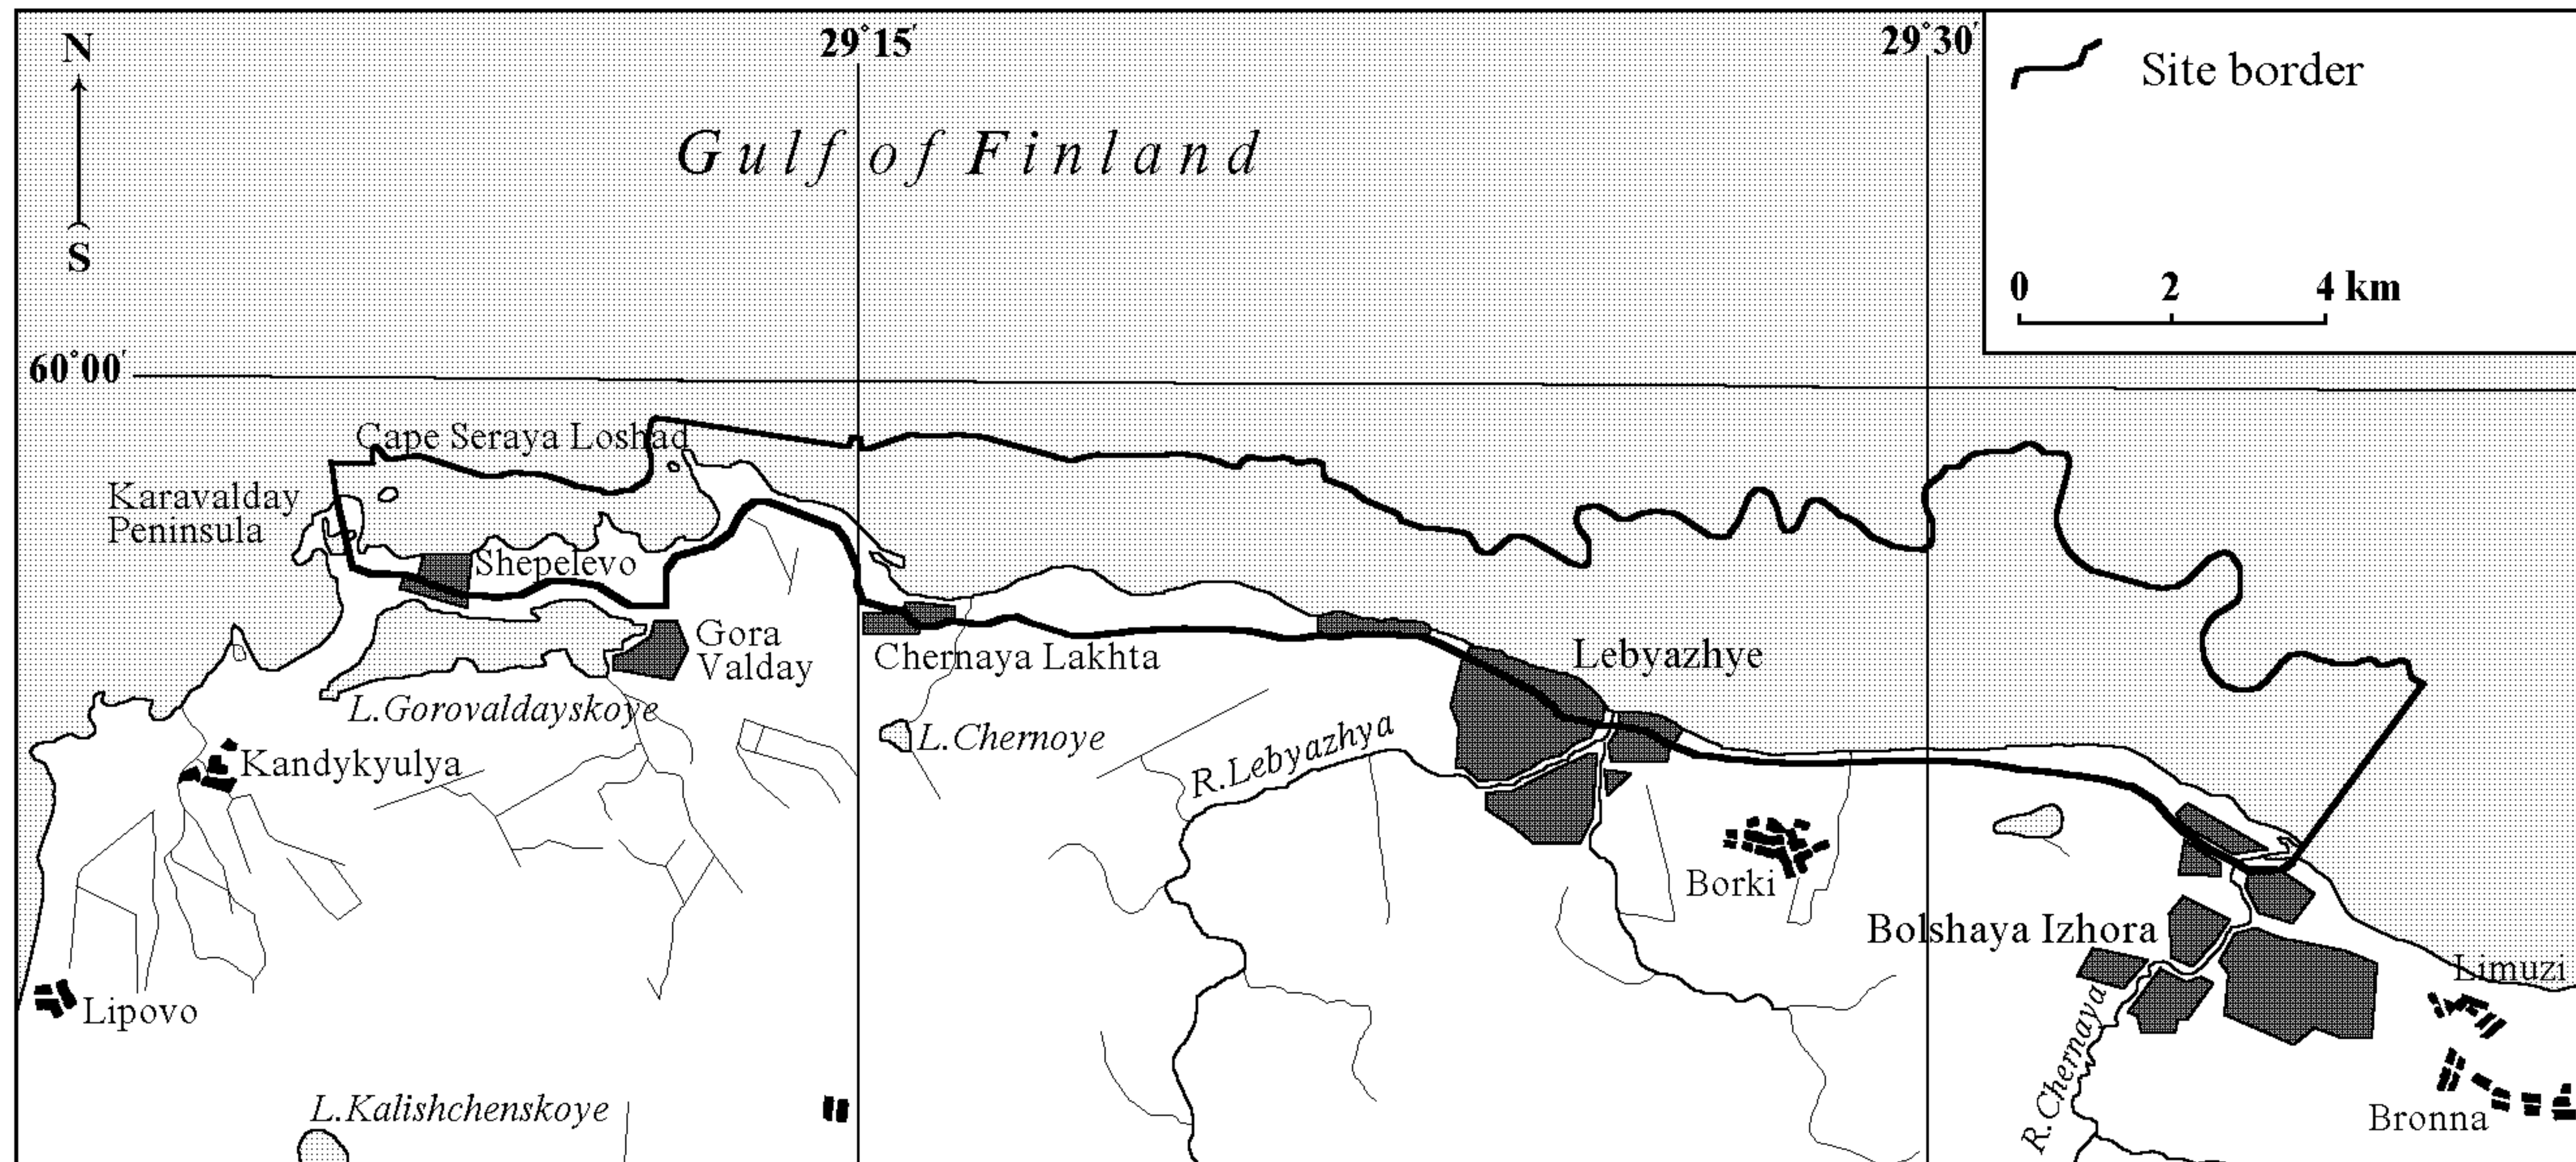 N
S
29°15′
29°30′
Site border
0 2 4 km
Gulf of Finland
60°00′
Cape Seraya Loshad
Karavalday
Peninsula
Shepelevo
Gora
Valday
Chernaya Lakhta
Lebyazhye
L.Gorovaldayskoye
L.Chernoye
R.Lebyazhya
Kandykyulya
Borki
Bolshaya Izhora
Limuzi
Lipovo
R.Chernaya
L.Kalishchenskoye
Bronna